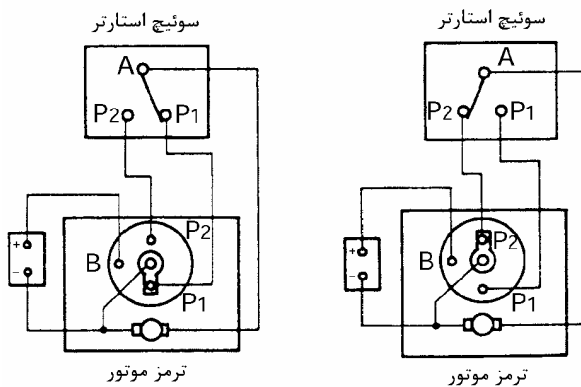 سوئیچ استارتر
A
P2 P1
P2
B
P1
+
-
ترمز موتور
سوئیچ استارتر
A
P2 P1
P2
B
P1
+
-
ترمز موتور